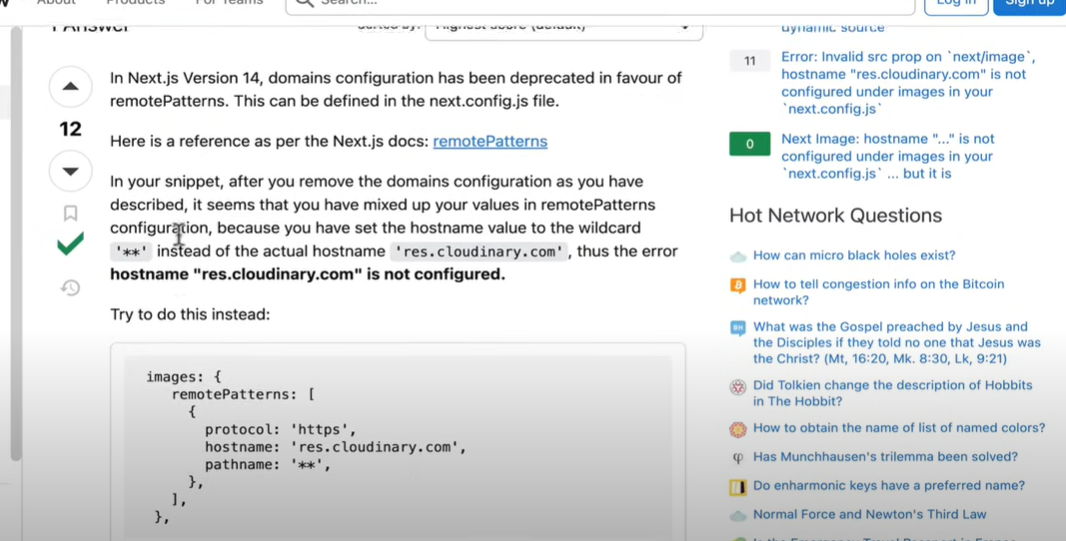 About
Products
For Teams
Search...
Log in
Sign up
1 Answer
Sorted by:
Highest score (default)
In Next.js Version 14, domains configuration has been deprecated in favour of
remotePatterns. This can be defined in the next.config.js file.
12
Here is a reference as per the Next.js docs: remotePatterns
In your snippet, after you remove the domains configuration as you have
described, it seems that you have mixed up your values in remotePatterns
configuration, because you have set the hostname value to the wildcard
'**' instead of the actual hostname 'res.cloudinary.com' , thus the error
hostname "res.cloudinary.com" is not configured.
Try to do this instead:
images: {
remotePatterns: [
{
protocol: 'https',
hostname: 'res.cloudinary.com',
pathname: '**',
},
],
},
dynamic source
11
Error: Invalid src prop on `next/image`,
hostname "res.cloudinary.com" is not
configured under images in your
`next.config.js`
0
Next Image: hostname "..." is not
configured under images in your
`next.config.js` ... but it is
Hot Network Questions
How can micro black holes exist?
How to tell congestion info on the Bitcoin
network?
What was the Gospel preached by Jesus and
the Disciples if they told no one that Jesus was
the Christ? (Mt, 16:20, Mk. 8:30, Lk, 9:21)
Did Tolkien change the description of Hobbits
in The Hobbit?
How to obtain the name of list of named colors?
Has Munchhausen's trilemma been solved?
Do enharmonic keys have a preferred name?
Normal Force and Newton's Third Law